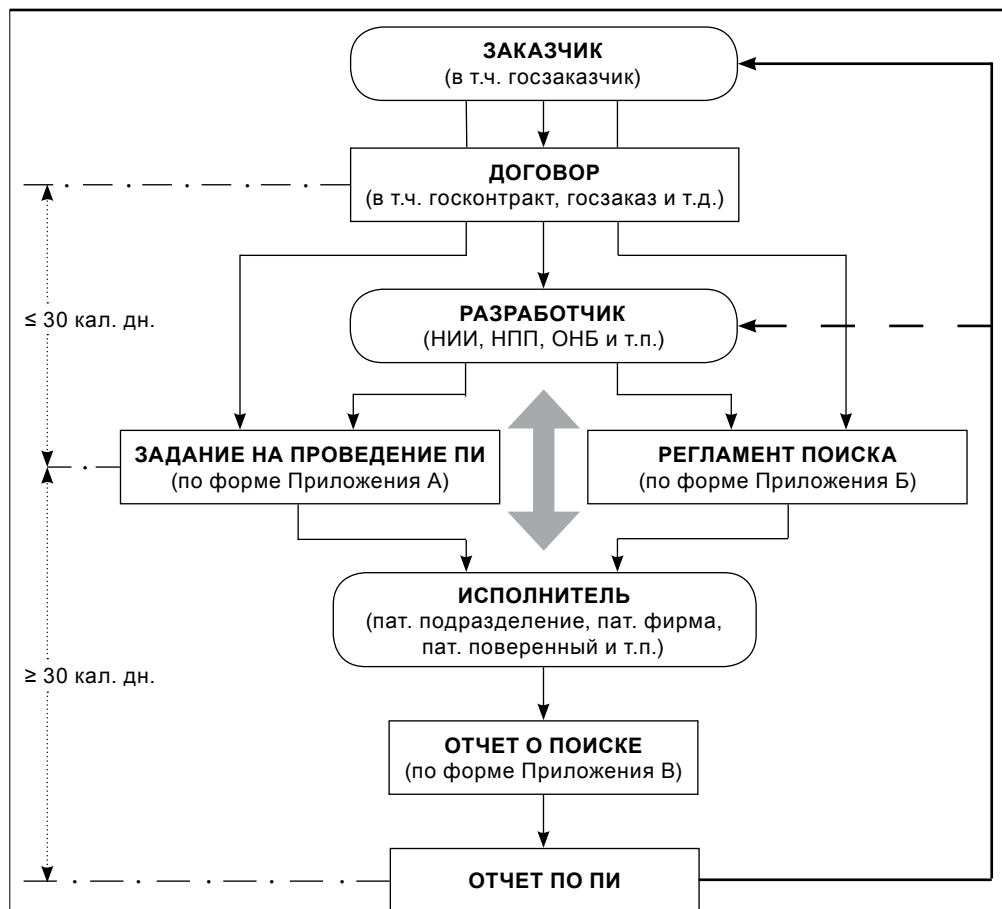 ЗАКАЗЧИК
(в т.ч. госзаказчик)
ДОГОВОР
(в т.ч. госконтракт, госзаказ и т.д.)
≤ 30 кал. дн.
РАЗРАБОТЧИК
(НИИ, НПП, ОНБ и т.п.)
ЗАДАНИЕ НА ПРОВЕДЕНИЕ ПИ
(по форме Приложения А)
РЕГЛАМЕНТ ПОИСКА
(по форме Приложения Б)
ИСПОЛНИТЕЛЬ
(пат. подразделение, пат. фирма,
пат. поверенный и т.п.)
≥ 30 кал. дн.
ОТЧЕТ О ПОИСКЕ
(по форме Приложения В)
ОТЧЕТ ПО ПИ